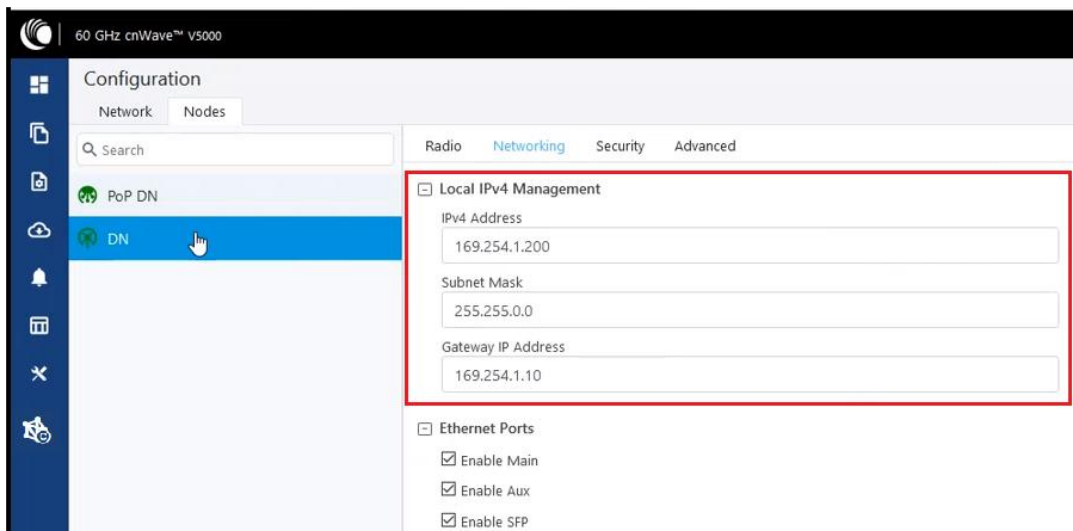 60 GHz cnWave™ V5000
Configuration
Network Nodes
Search
PoP DN
DN
Radio Networking Security Advanced
Local IPv4 Management
IPv4 Address
169.254.1.200
Subnet Mask
255.255.0.0
Gateway IP Address
169.254.1.10
Ethernet Ports
Enable Main
Enable Aux
Enable SFP